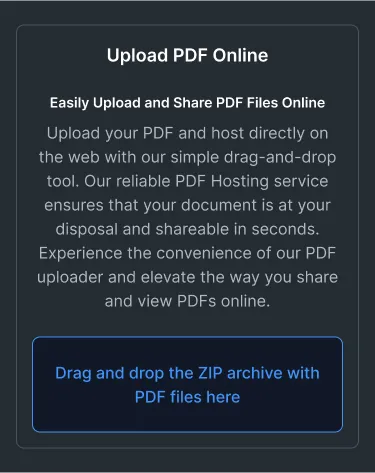 Upload PDF Online
Easily Upload and Share PDF Files Online
Upload your PDF and host directly on
the web with our simple drag-and-drop
tool. Our reliable PDF Hosting service
ensures that your document is at your
disposal and shareable in seconds.
Experience the convenience of our PDF
uploader and elevate the way you share
and view PDFs online.
Drag and drop the ZIP archive with
PDF files here